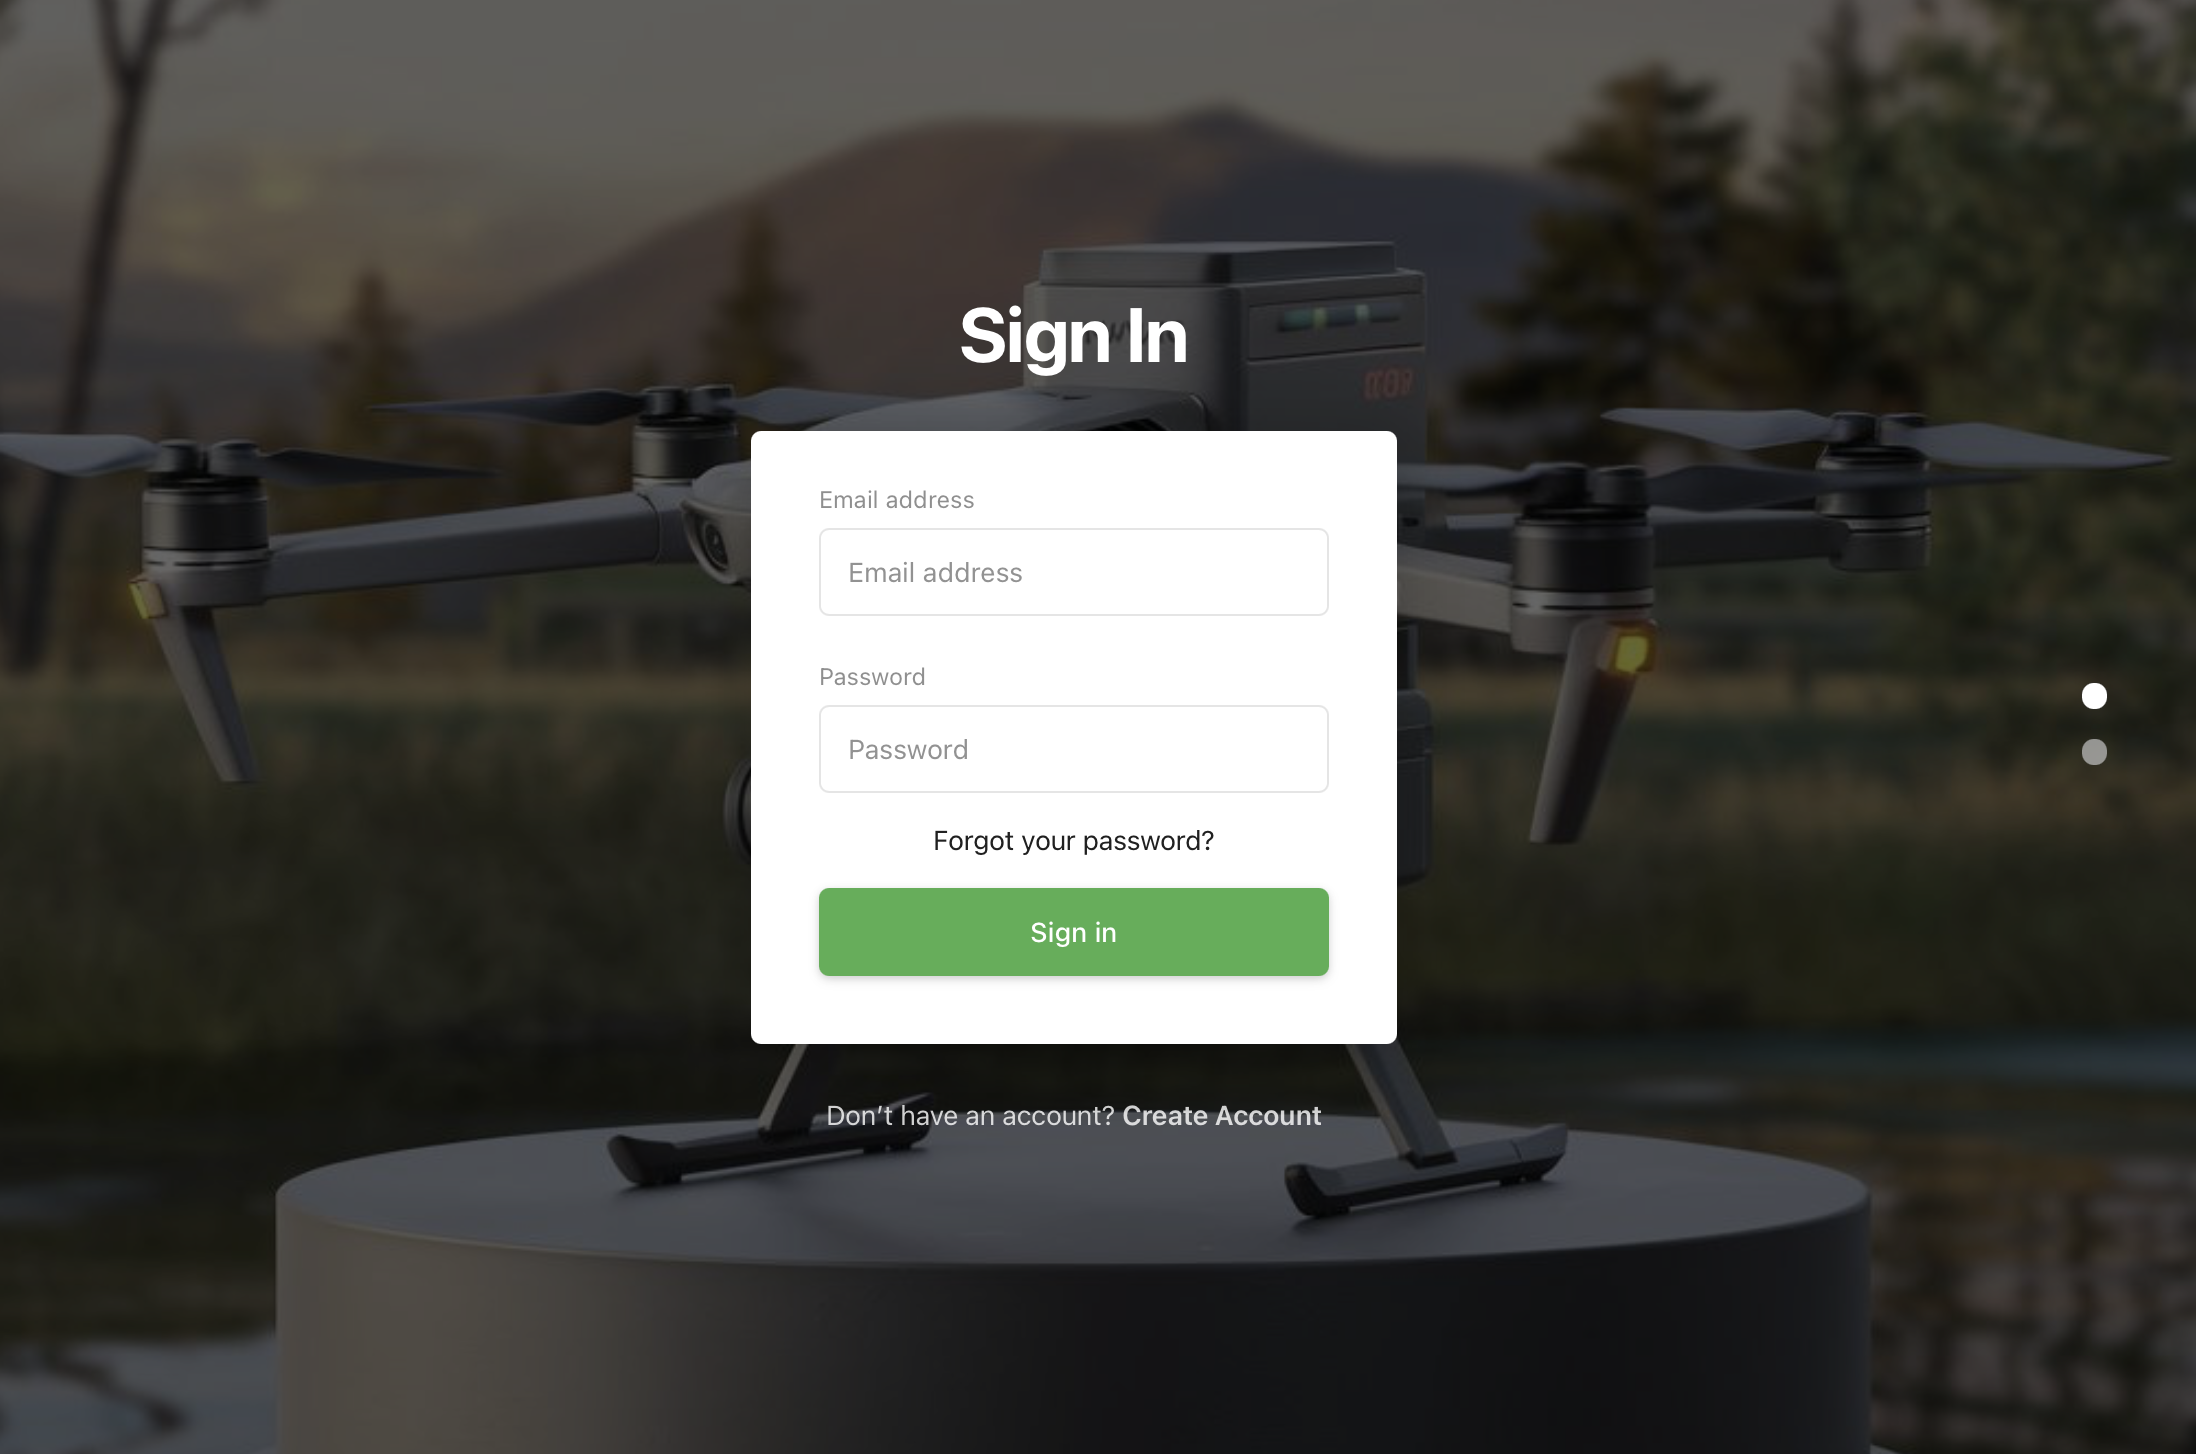 Sign In
Email address
Email address
Password
Password
Forgot your password?
Sign in
Don’t have an account? Create Account